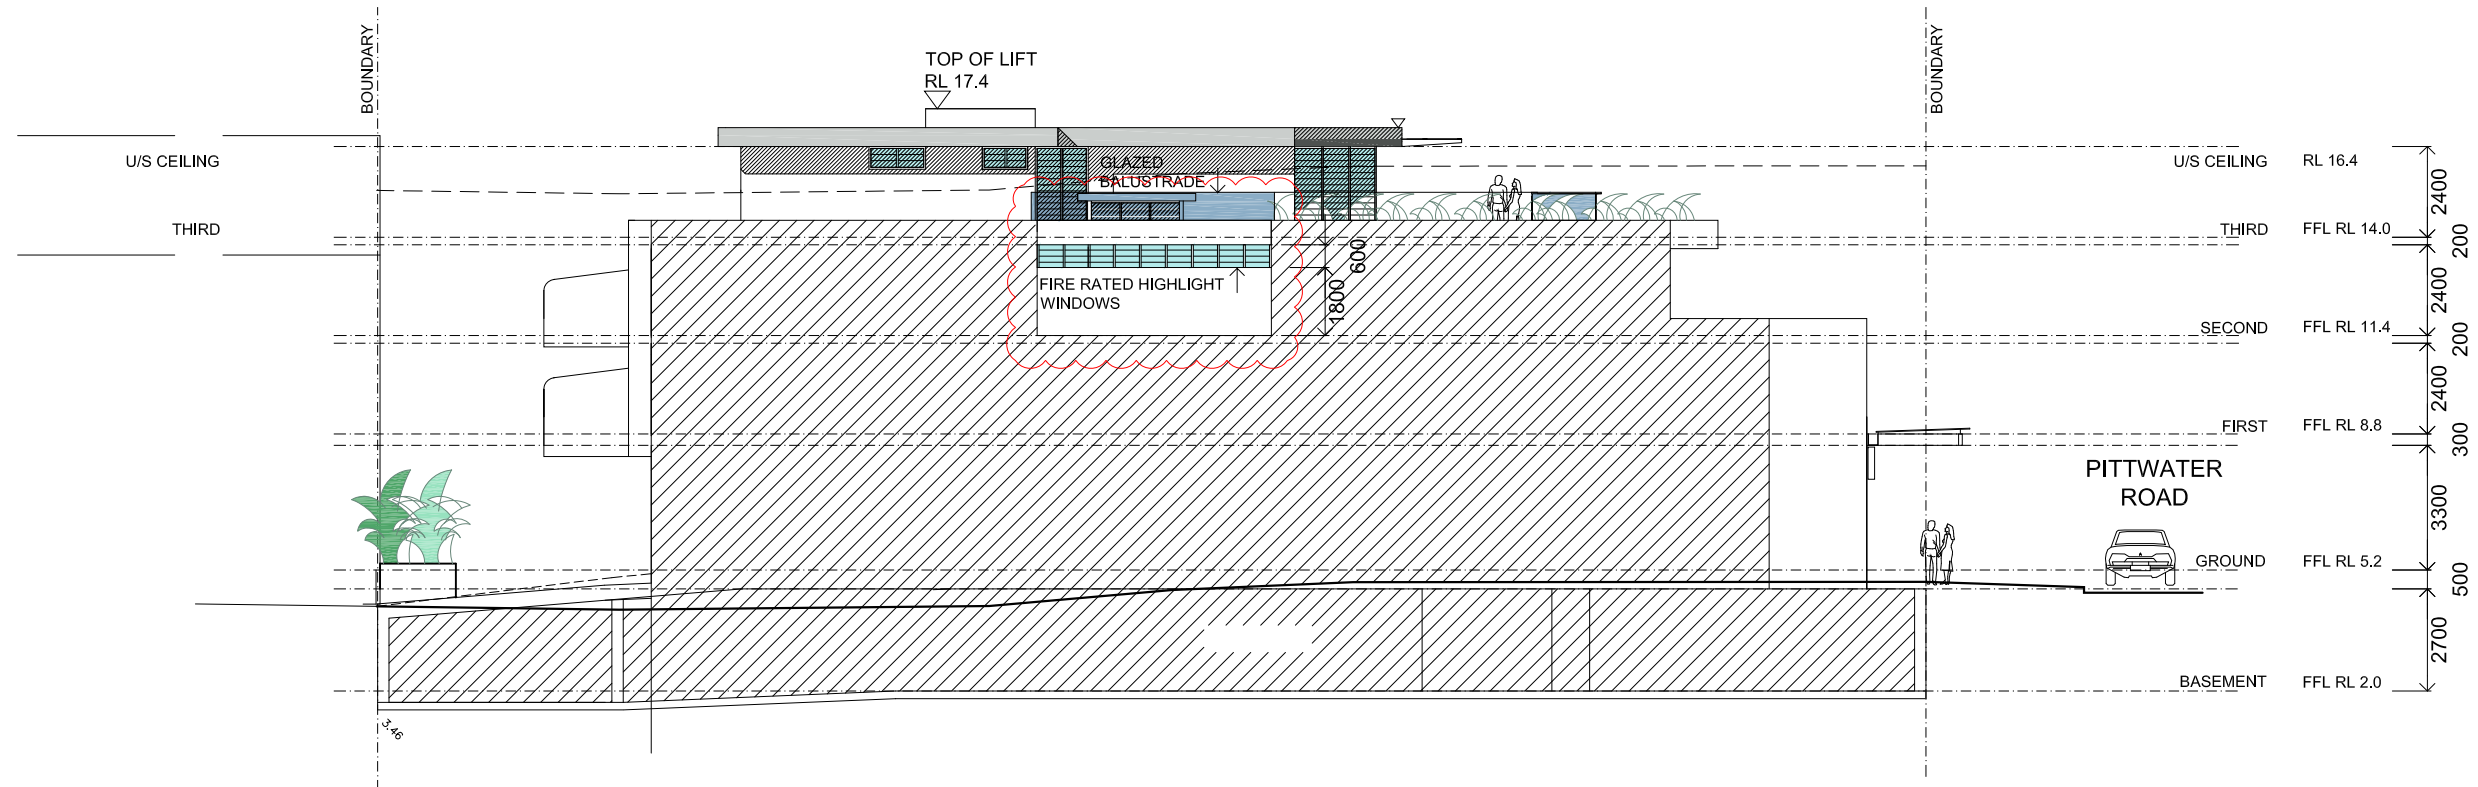 BOUNDARY
BOUNDARY
TOP OF LIFT
RL 17.4
U/S CEILING
GLAZED
BALUSTRADE
U/S CEILING RL 16.4
2400
THIRD
THIRD FFL RL 14.0
200
600
FIRE RATED HIGHLIGHT
WINDOWS
1800
2400
SECOND FFL RL 11.4
200
2400
FIRST FFL RL 8.8
300
PITTWATER
ROAD
3300
GROUND FFL RL 5.2
500
2700
BASEMENT FFL RL 2.0
3.46